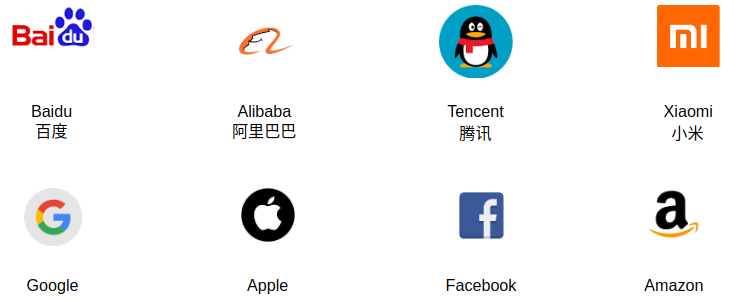 Baidu
mi
Baidu
Alibaba
Tencent
Xiaomi
百度
阿里巴巴
腾讯
小米
G
f
a
Google
Apple
Facebook
Amazon